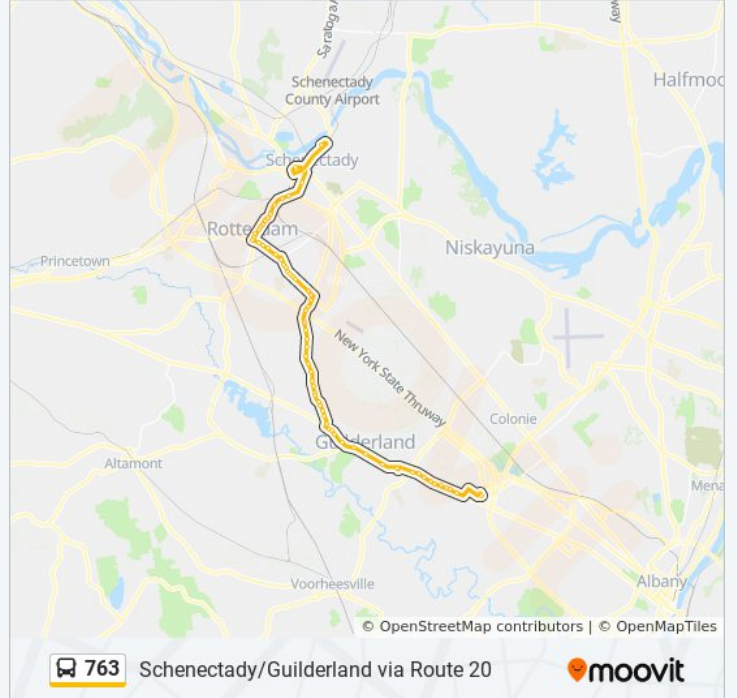 way
Saratoga A
Schenectady
County Airport
Halfmoo
Schenectady
Rotterdam
Niskayuna
Princetown
New York State Thruway
Colonie
Guilderland
Altamont
Mena
Voorheesville
Albany
© OpenStreetMap contributors | © OpenMapTiles
763 Schenectady/Guilderland via Route 20 moovit